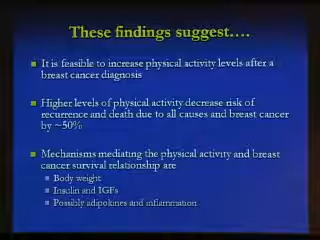 These findings suggest....
It is feasible to increase physical activity levels after a
breast cancer diagnosis
Higher levels of physical activity decrease risk of
recurrence and death due to all causes and breast cancer
by ~50%
Mechanisms mediating the physical activity and breast
cancer survival relationship are
Body weight
Insulin and IGFs
Possibly adipokines and inflammation